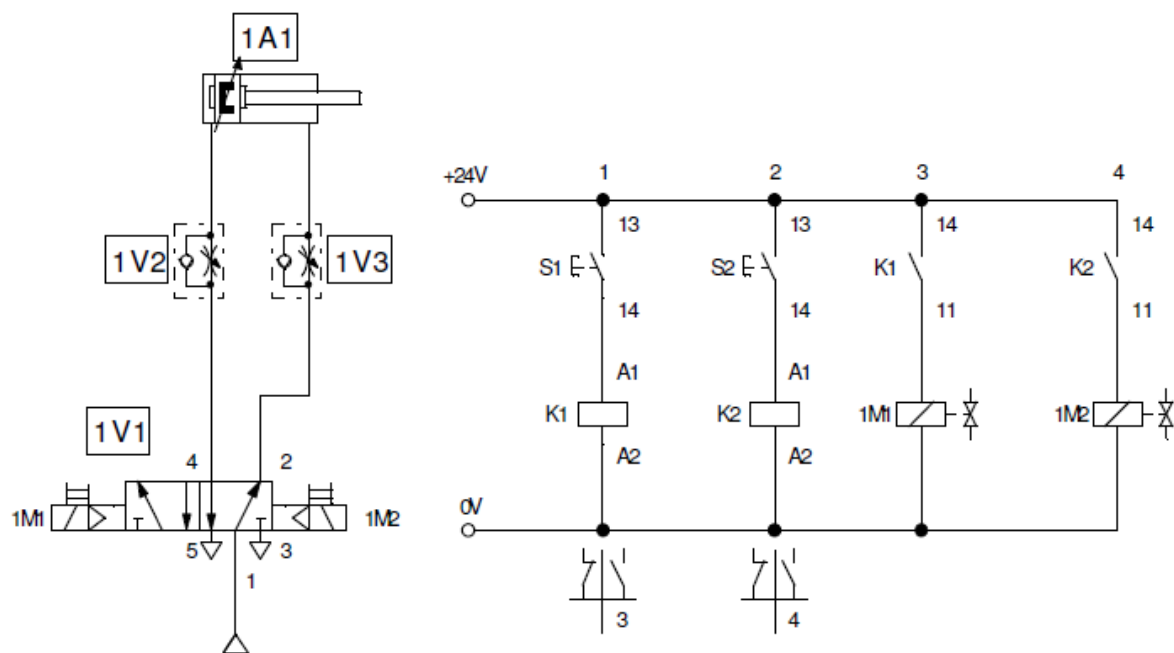 1A1
1V2
1V3
1V1
4 2
1M1 1M2
5 3
1
1 2 3 4
+24V
13 13 14 14
S1 S2 K1 K2
14 14 11 11
A1 A1
K1 K2 1M1 1M2
A2 A2
0V
3 4